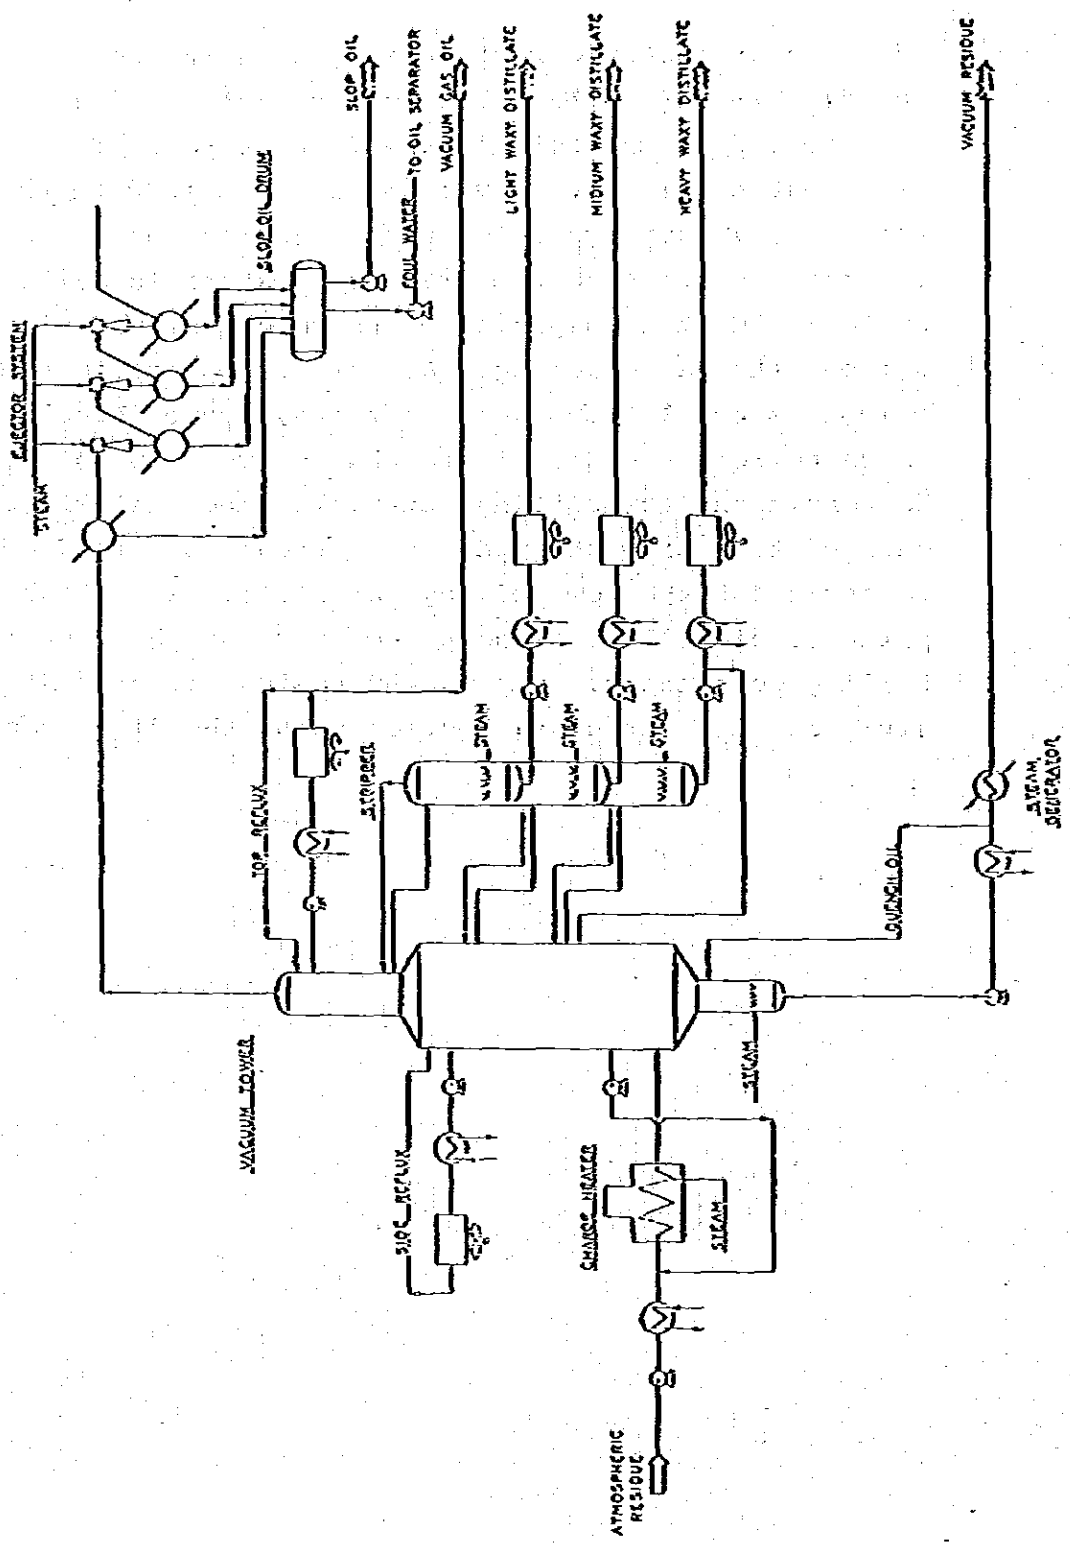 EJECTOR SYSTEM
STEAM
SLOP OIL DRUM
SLOP OIL
FOUL WATER TO OIL SEPARATOR
VACUUM GAS OIL
LIGHT WAXY DISTILLATE
MIDIUM WAXY DISTILLATE
HEAVY WAXY DISTILLATE
VACUUM RESIDUE
TOP REFLUX
STRIPPER
STEAM
STEAM
STEAM
QUENCH OIL
STEAM
GENERATOR
VACUUM TOWER
STEAM
SIDE REFLUX
CHARGE HEATER
STEAM
ATMOSPHERIC
RESIDUE